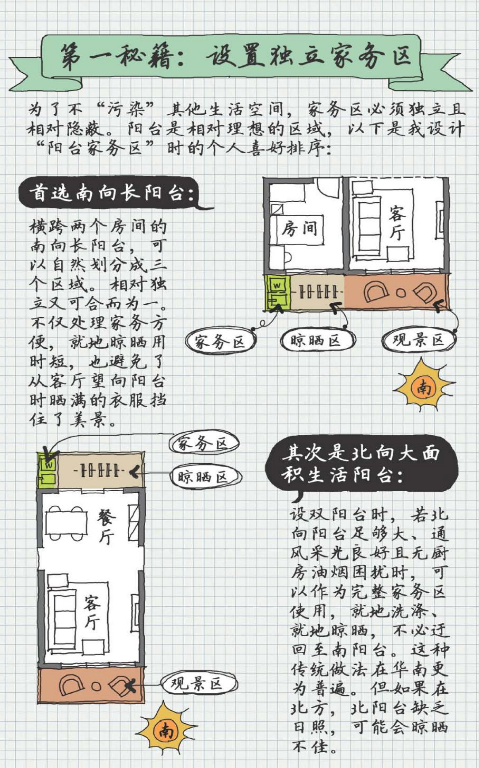 第一秘籍：设置独立家务区
为了不“污染”其他生活空间，家务区必须独立且
相对隐蔽。阳台是相对理想的区域，以下是我设计
“阳台家务区”时的个人喜好排序：
首选南向长阳台：
横跨两个房间的
南向长阳台，可
以自然划分成三
个区域。相对独
立又可合而为一。
不仅处理家务方
便，就地晾晒用
时短，也避免了
从客厅望向阳台
时晒满的衣服挡
住了美景。
房间
客厅
W
家务区
晾晒区
观景区
南
家务区
晾晒区
W
餐厅
客厅
观景区
南
其次是北向大面
积生活阳台：
设双阳台时，若北
向阳台足够大、通
风采光良好且无厨
房油烟困扰时，可
以作为完整家务区
使用，就地洗涤、
就地晾晒，不必迂
回至南阳台。这种
传统做法在华南更
为普遍。但如果在
北方，北阳台缺乏
日照，可能会晾晒
不佳。